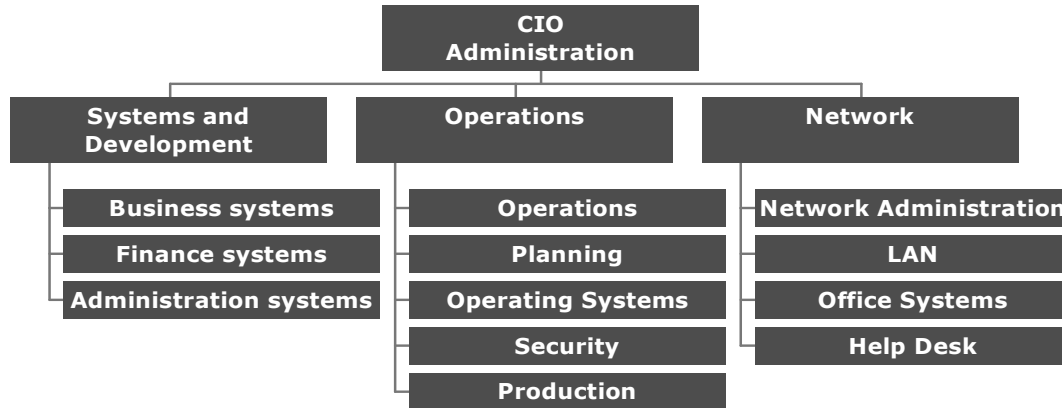 CIO
Administration
Systems and
Development
Operations
Network
Business systems
Finance systems
Administration systems
Operations
Planning
Operating Systems
Security
Production
Network Administration
LAN
Office Systems
Help Desk